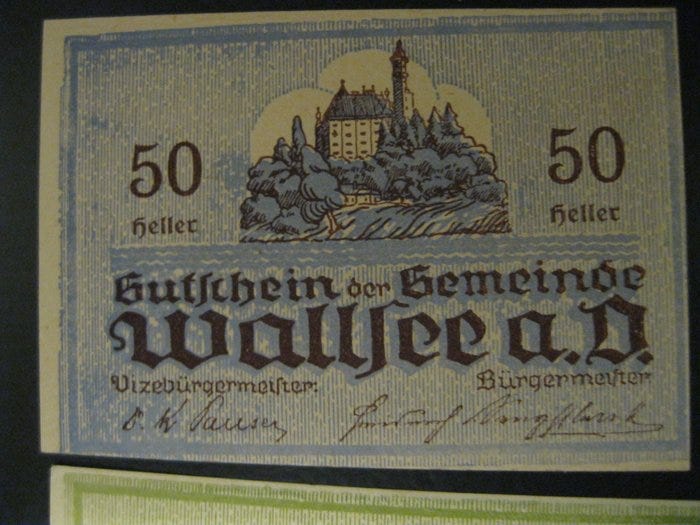 50 50
Heller Heller
Gutschein der Gemeinde
Wallsee a.D.
Vizebürgermeister: Bürgermeister